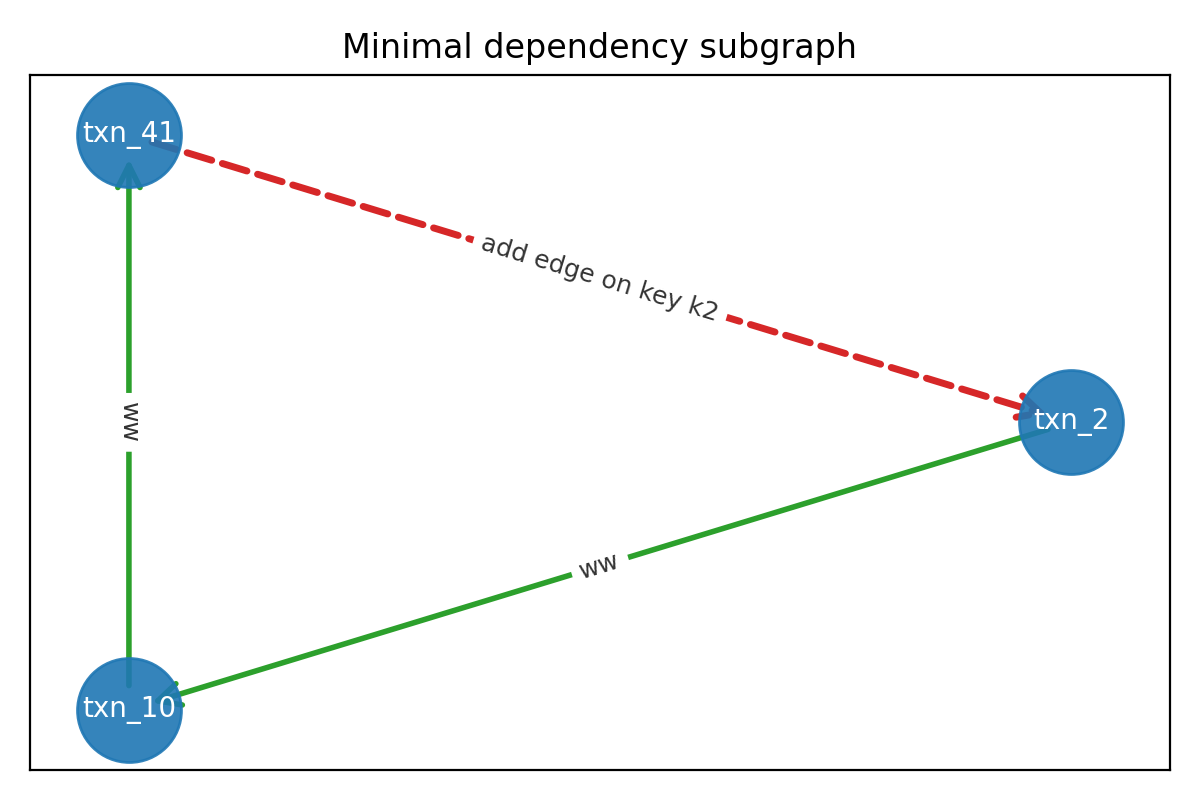 Minimal dependency subgraph
txn_41
add edge on key k2
ww
txn_2
ww
txn_10